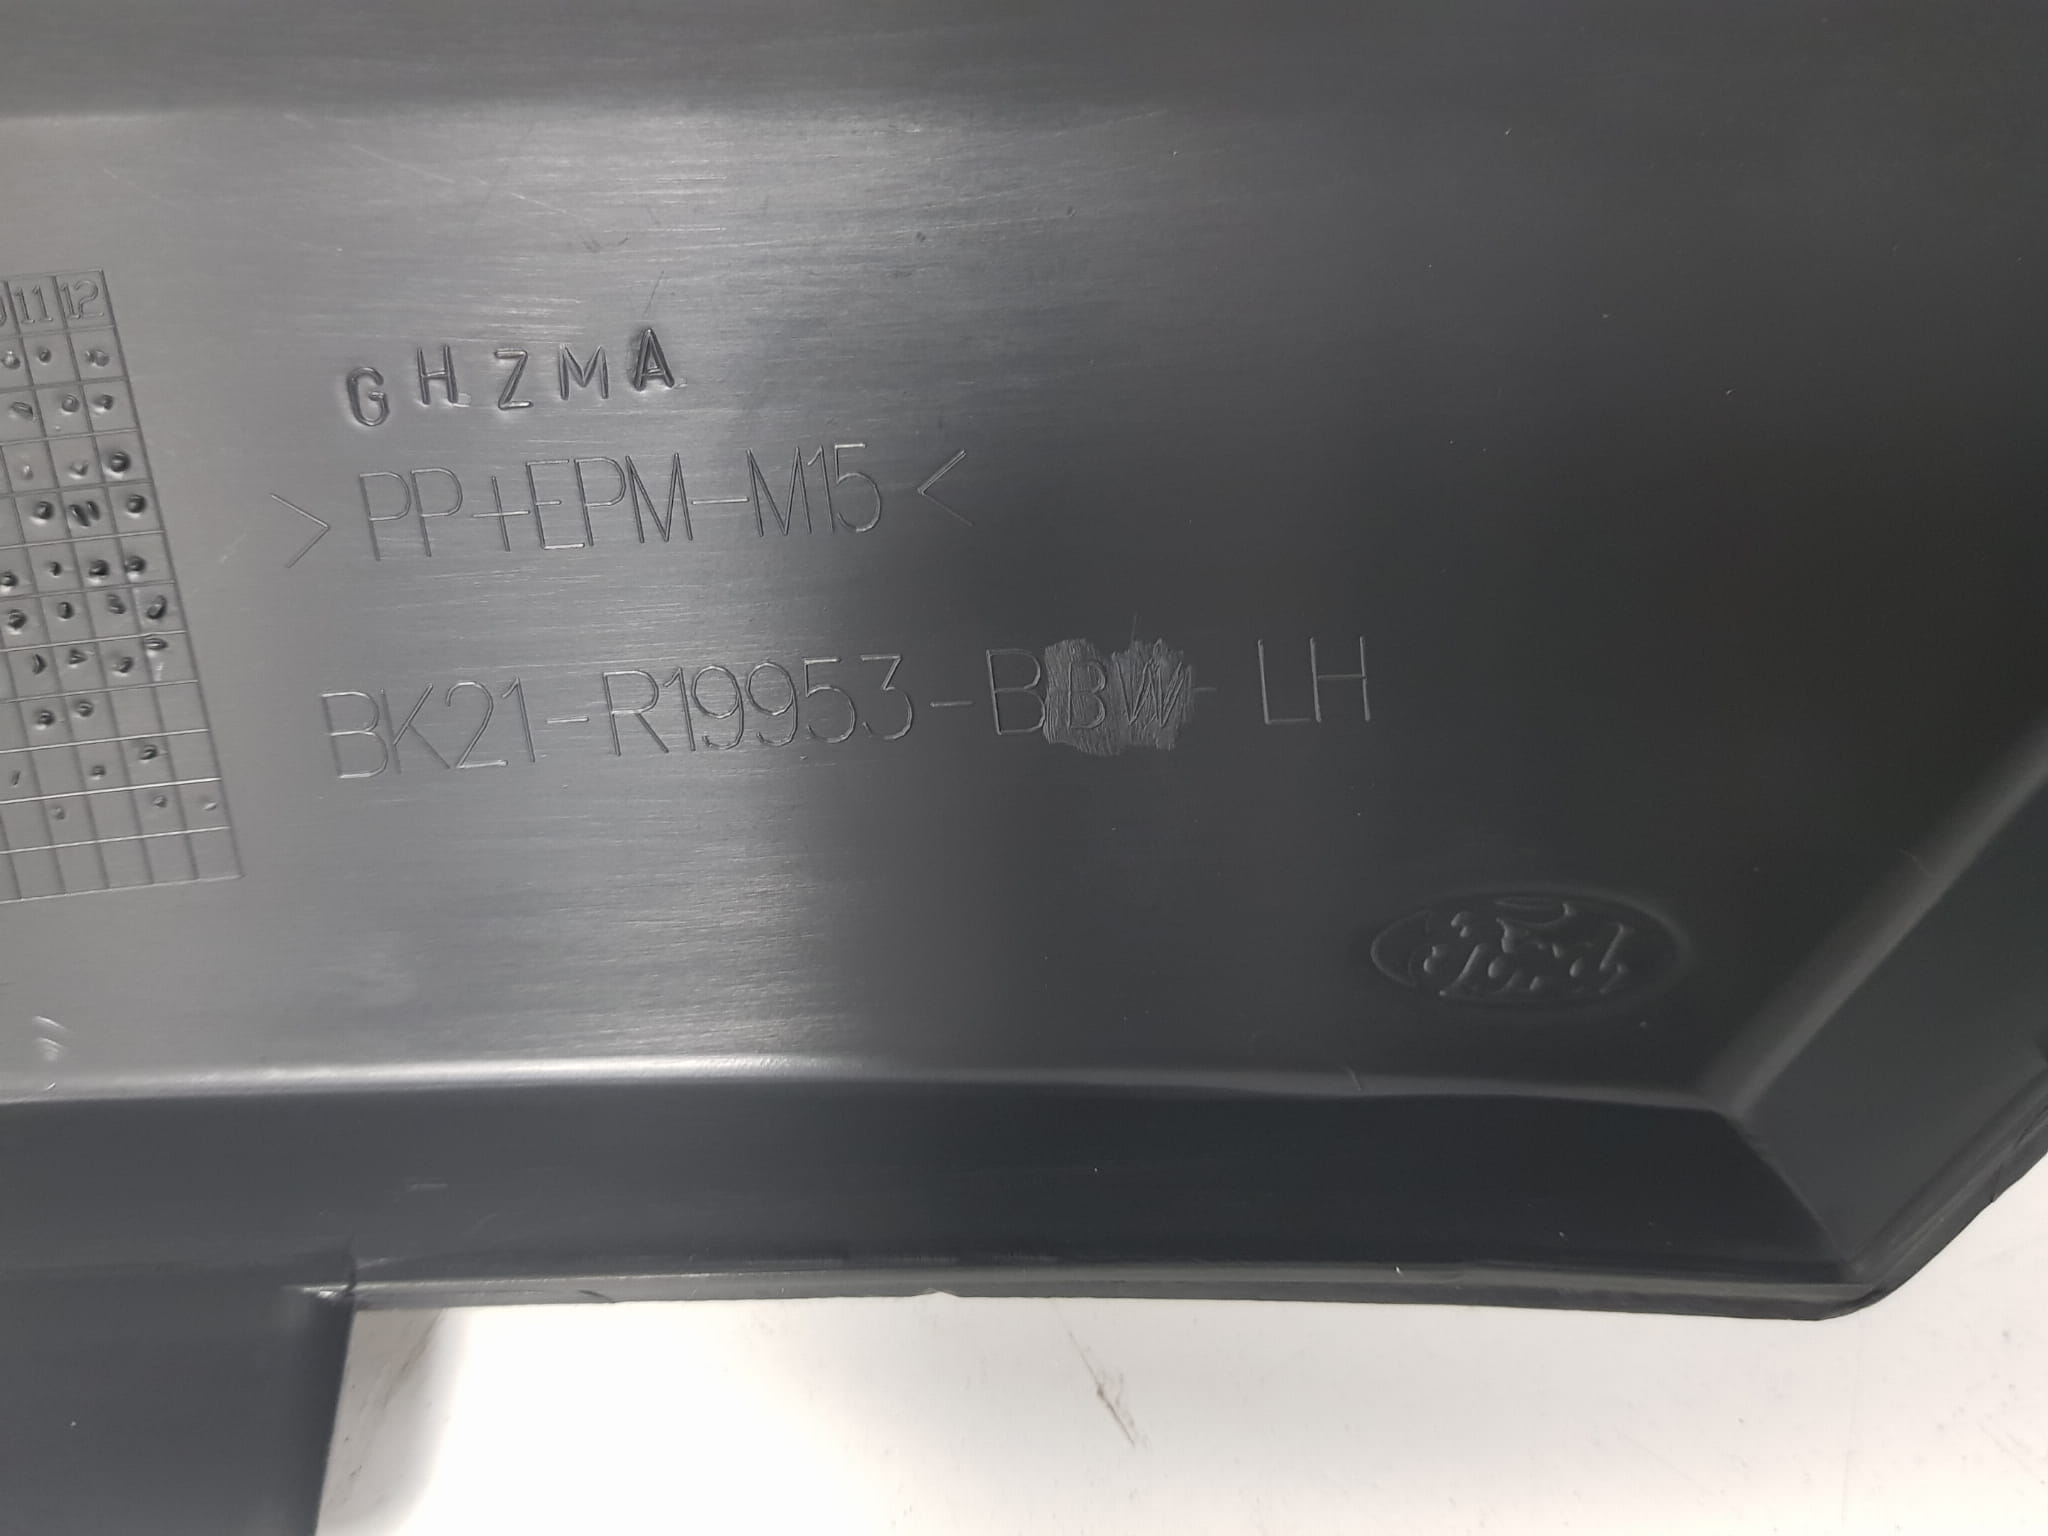 11 12
GHZMA
>PP+EPM-M15<
BK21-R19953-BBW-LH
Ford